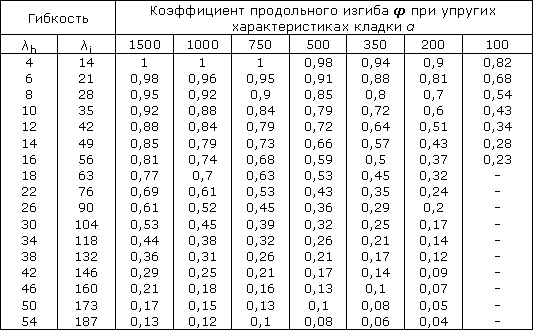 Гибкость Коэффициент продольного изгиба φ при упругих
характеристиках кладки α
λh λi 1500 1000 750 500 350 200 100
4 14 1 1 1 0,98 0,94 0,9 0,82
6 21 0,98 0,96 0,95 0,91 0,88 0,81 0,68
8 28 0,95 0,92 0,9 0,85 0,8 0,7 0,54
10 35 0,92 0,88 0,84 0,79 0,72 0,6 0,43
12 42 0,88 0,84 0,79 0,72 0,64 0,51 0,34
14 49 0,85 0,79 0,73 0,66 0,57 0,43 0,28
16 56 0,81 0,74 0,68 0,59 0,5 0,37 0,23
18 63 0,77 0,7 0,63 0,53 0,45 0,32 –
22 76 0,69 0,61 0,53 0,43 0,35 0,24 –
26 90 0,61 0,52 0,45 0,36 0,29 0,2 –
30 104 0,53 0,45 0,39 0,32 0,25 0,17 –
34 118 0,44 0,38 0,32 0,26 0,21 0,14 –
38 132 0,36 0,31 0,26 0,21 0,17 0,12 –
42 146 0,29 0,25 0,21 0,17 0,14 0,09 –
46 160 0,21 0,18 0,16 0,13 0,1 0,07 –
50 173 0,17 0,15 0,13 0,1 0,08 0,05 –
54 187 0,13 0,12 0,1 0,08 0,06 0,04 –